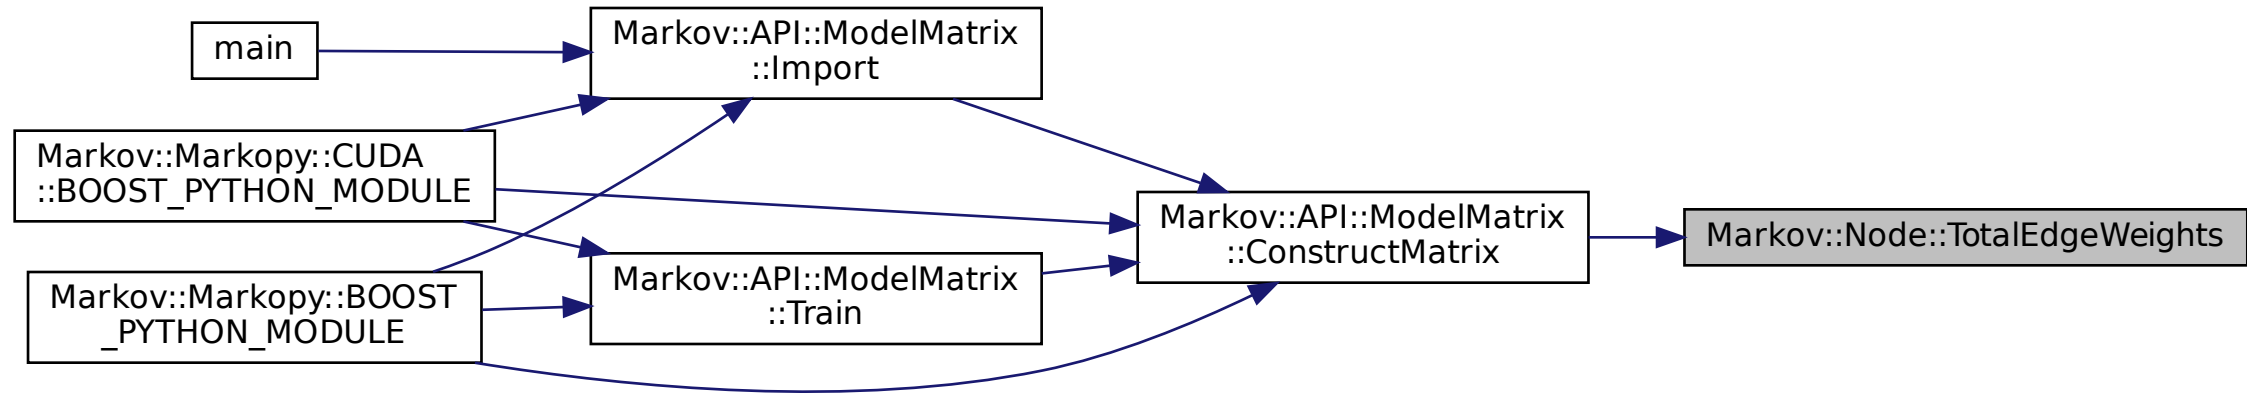 main
Markov::API::ModelMatrix
::Import
Markov::Markopy::CUDA
::BOOST_PYTHON_MODULE
Markov::Markopy::BOOST
_PYTHON_MODULE
Markov::API::ModelMatrix
::Train
Markov::API::ModelMatrix
::ConstructMatrix
Markov::Node::TotalEdgeWeights